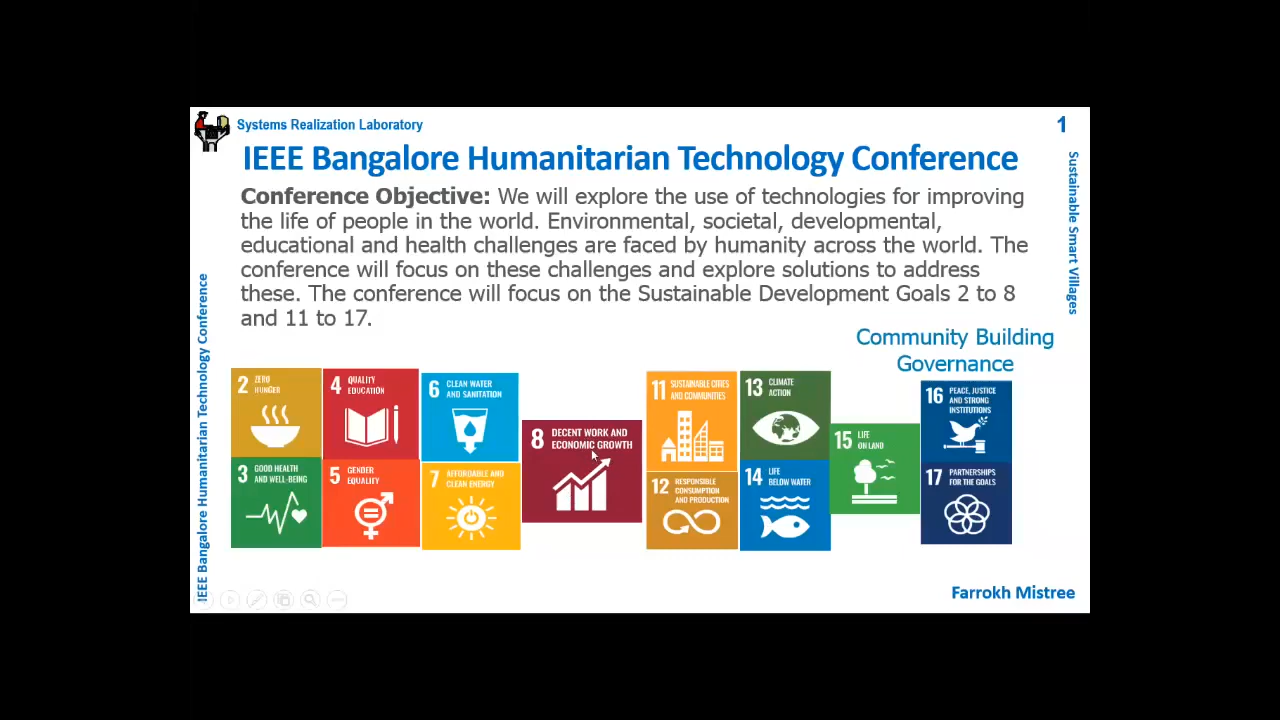 Systems Realization Laboratory
1
IEEE Bangalore Humanitarian Technology Conference
Conference Objective: We will explore the use of technologies for improving
the life of people in the world. Environmental, societal, developmental,
educational and health challenges are faced by humanity across the world. The
conference will focus on these challenges and explore solutions to address
these. The conference will focus on the Sustainable Development Goals 2 to 8
and 11 to 17.
Sustainable Smart Villages
IEEE Bangalore Humanitarian Technology Conference
Community Building
Governance
2 ZERO
HUNGER
3 GOOD HEALTH
AND WELL-BEING
4 QUALITY
EDUCATION
5 GENDER
EQUALITY
6 CLEAN WATER
AND SANITATION
7 AFFORDABLE AND
CLEAN ENERGY
8 DECENT WORK AND
ECONOMIC GROWTH
11 SUSTAINABLE CITIES
AND COMMUNITIES
12 RESPONSIBLE
CONSUMPTION
AND PRODUCTION
13 CLIMATE
ACTION
14 LIFE
BELOW WATER
15 LIFE
ON LAND
16 PEACE, JUSTICE
AND STRONG
INSTITUTIONS
17 PARTNERSHIPS
FOR THE GOALS
Farrokh Mistree